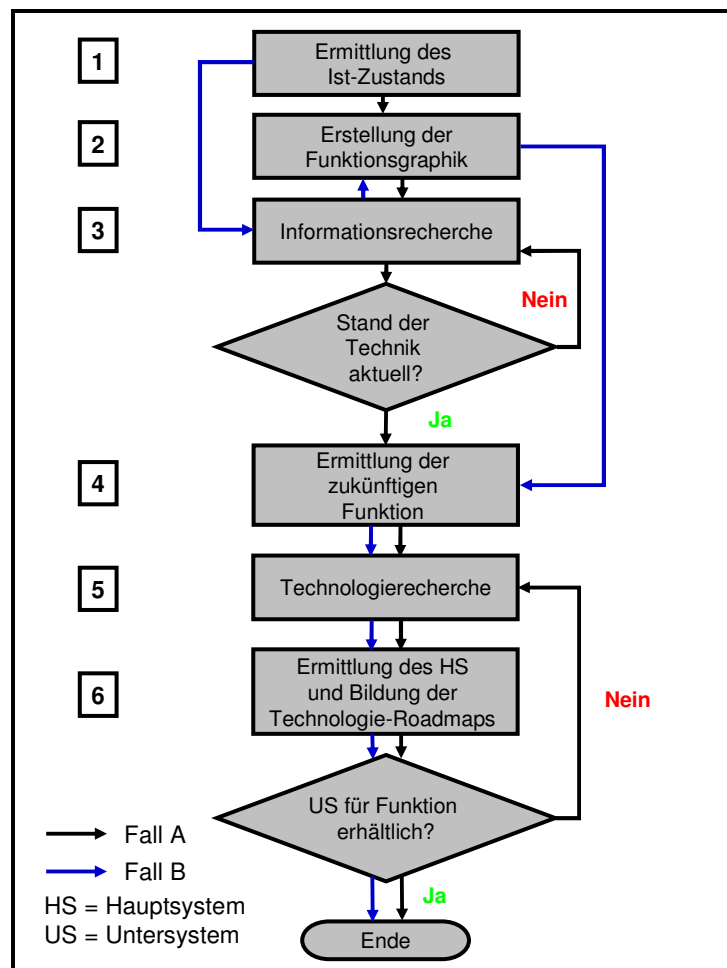 1
Ermittlung des
Ist-Zustands
2
Erstellung der
Funktionsgraphik
3
Informationsrecherche
Nein
Stand der
Technik
aktuell?
Ja
4
Ermittlung der
zukünftigen
Funktion
5
Technologierecherche
6
Ermittlung des HS
und Bildung der
Technologie-Roadmaps
Nein
US für Funktion
erhältlich?
Fall A
Fall B
HS = Hauptsystem
US = Untersystem
Ja
Ende